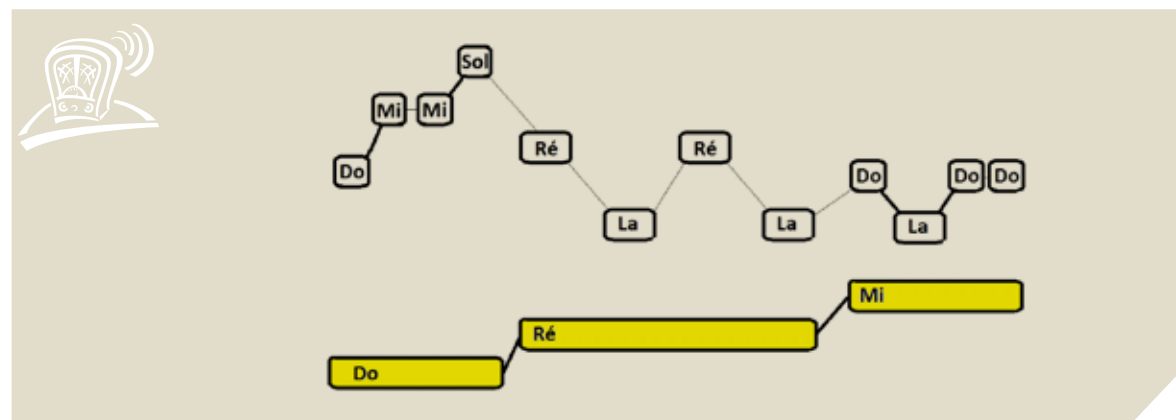 Sol
Mi Mi
Ré Ré
Do Do Do Do
La La La
Mi
Ré
Do